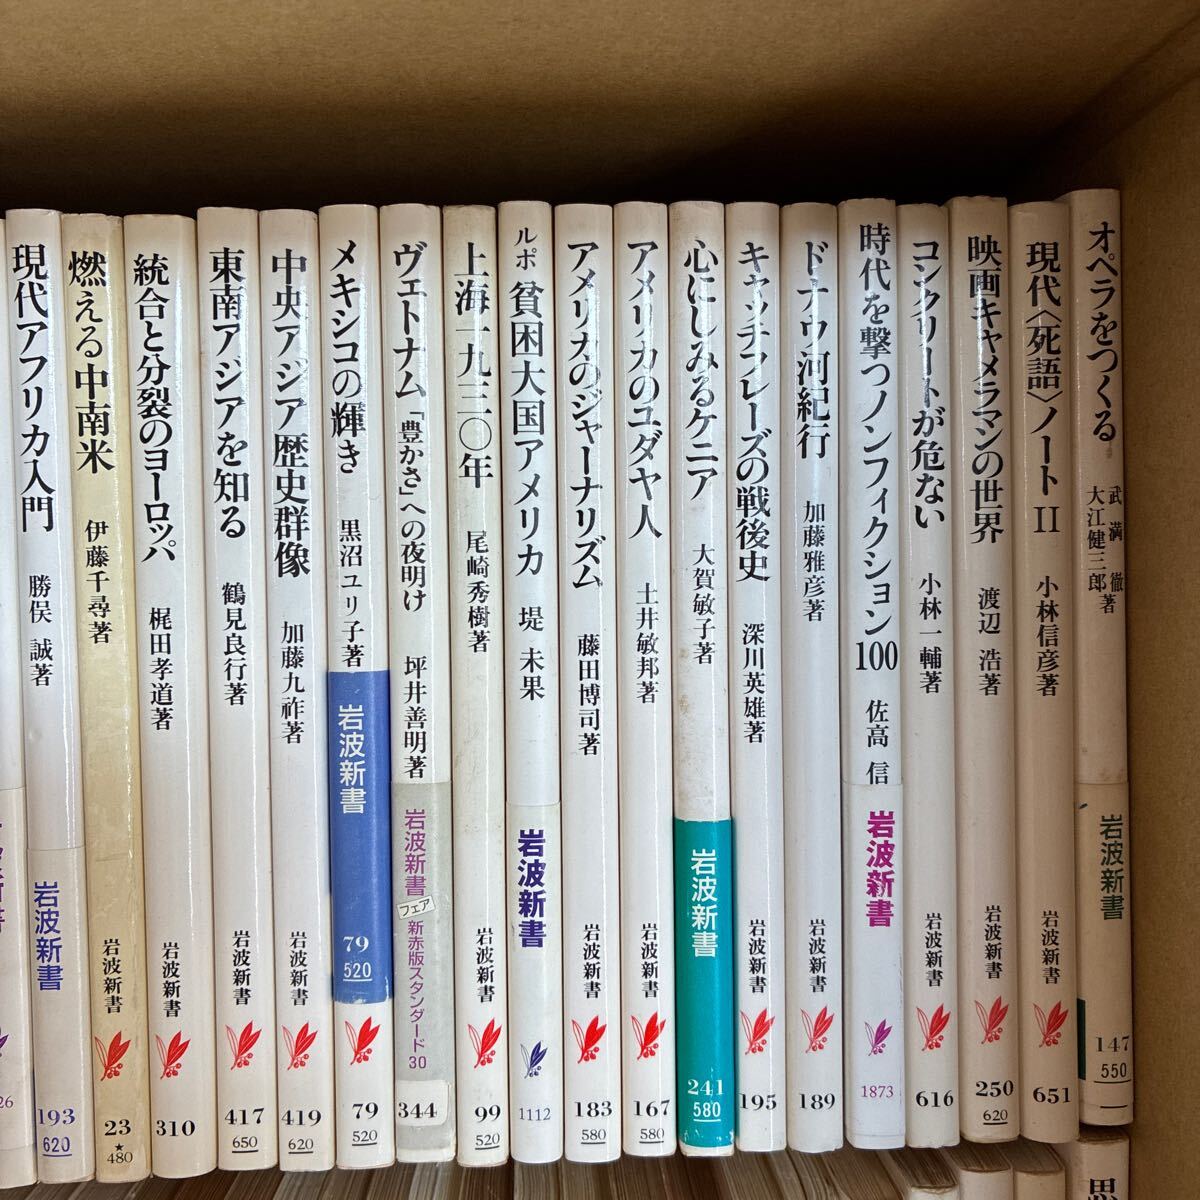 26
現代アフリカ入門 勝俣 誠著
岩波新書
193
620
燃える中南米 伊藤千尋著
岩波新書
23
★
480
統合と分裂のヨーロッパ 梶田孝道著
岩波新書
310
東南アジアを知る 鶴見良行著
岩波新書
417
650
中央アジア歴史群像 加藤九祚著
岩波新書
419
620
メキシコの輝き 黒沼ユリ子著
岩波新書
79
520
79
520
ヴェトナム「豊かさ」への夜明け 坪井善明著
岩波新書
フェア
新赤版スタンダード30
344
上海一九三〇年 尾崎秀樹著
岩波新書
99
520
ルポ 貧困大国アメリカ 堤 未果
岩波新書
1112
アメリカのジャーナリズム 藤田博司著
岩波新書
183
580
アメリカのユダヤ人 土井敏邦著
岩波新書
167
580
心にしみるケニア 大賀敏子著
岩波新書
241
580
キャッチフレーズの戦後史 深川英雄著
岩波新書
195
ドナウ河紀行 加藤雅彦著
岩波新書
189
時代を撃つノンフィクション100 佐高 信
岩波新書
1873
コンクリートが危ない 小林一輔著
岩波新書
616
映画キャメラマンの世界 渡辺 浩著
岩波新書
250
620
現代〈死語〉ノートII 小林信彦著
岩波新書
651
オペラをつくる 武満 徹 大江健三郎 著
岩波新書
147
550
思